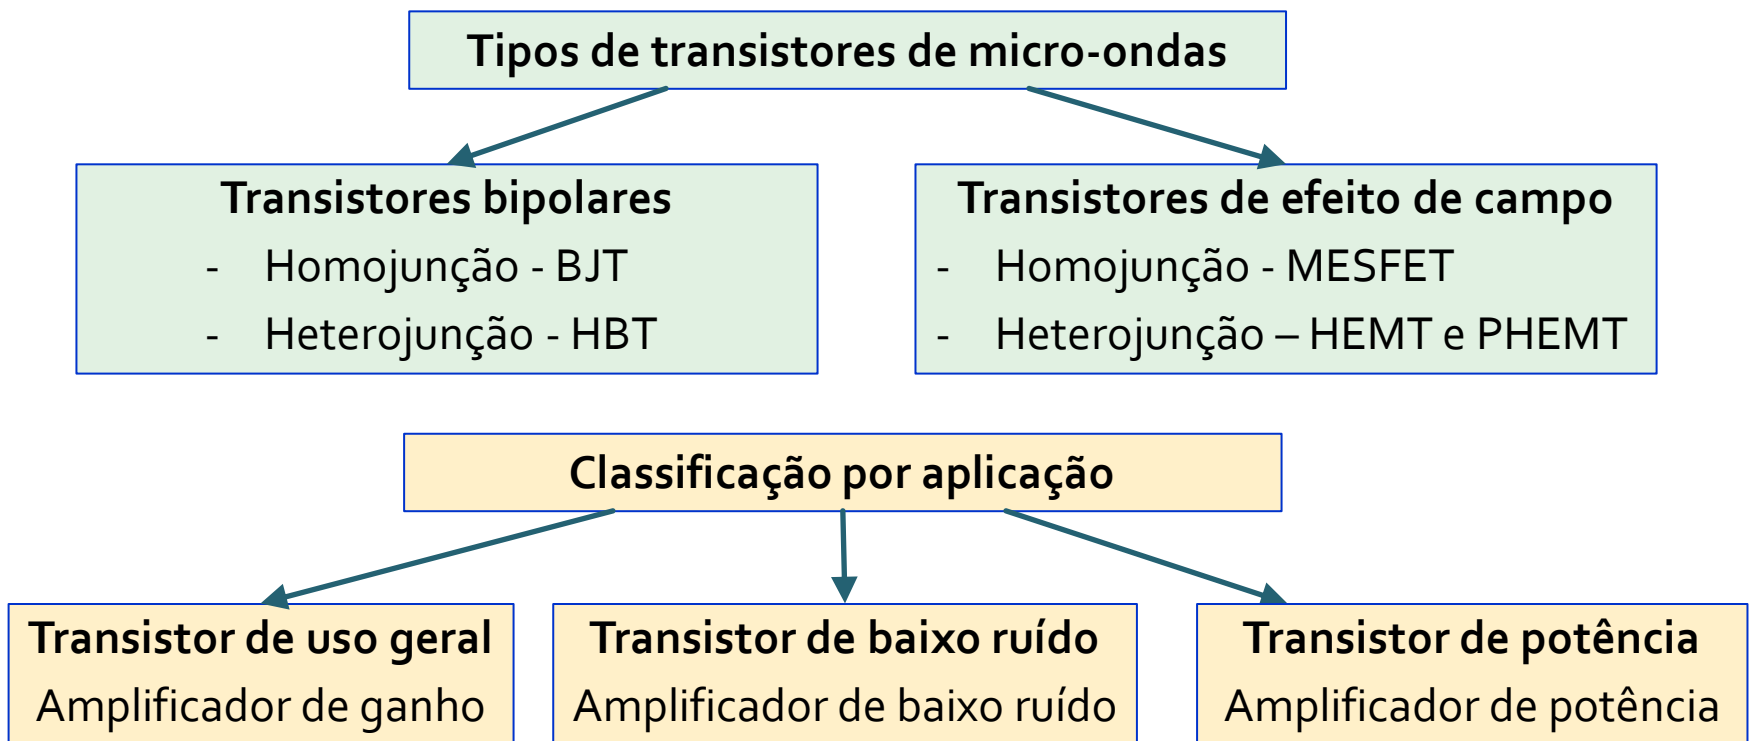 Tipos de transistores de micro-ondas
Transistores bipolares
- Homojunção - BJT
- Heterojunção - HBT
Transistores de efeito de campo
- Homojunção - MESFET
- Heterojunção – HEMT e PHEMT
Classificação por aplicação
Transistor de uso geral
Amplificador de ganho
Transistor de baixo ruído
Amplificador de baixo ruído
Transistor de potência
Amplificador de potência